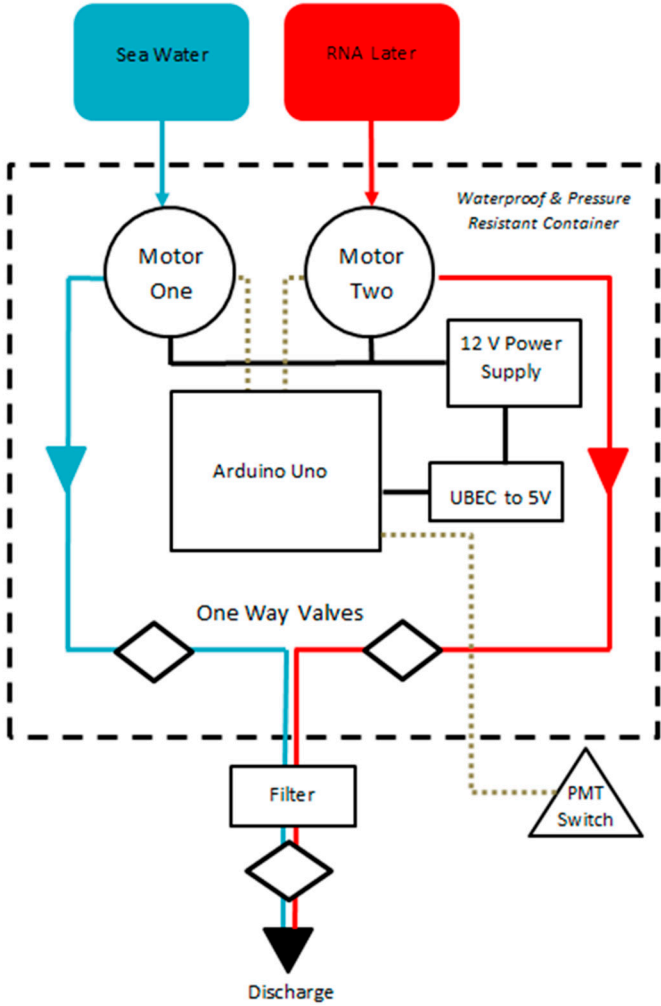 Sea Water
RNA Later
Waterproof & Pressure
Resistant Container
Motor
One
Motor
Two
12 V Power
Supply
Arduino Uno
UBEC to 5V
One Way Valves
Filter
PMT
Switch
Discharge